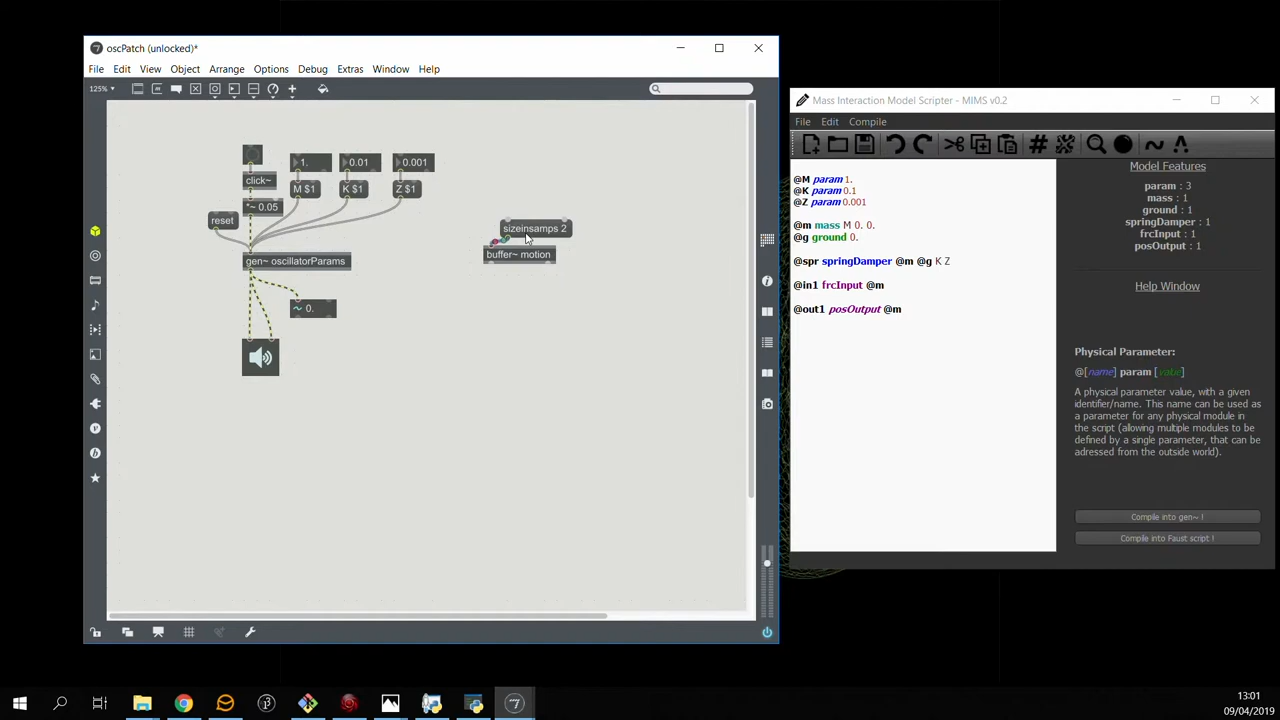 oscPatch (unlocked)*
File Edit View Object Arrange Options Debug Extras Window Help
125%
click~
1.
0.01
0.001
M $1
K $1
Z $1
*~ 0.05
reset
gen~ oscillatorParams
0.
sizeinsamps 2
buffer~ motion
Mass Interaction Model Scripter - MIMS v0.2
File Edit Compile
@M param 1.
@K param 0.1
@Z param 0.001
@m mass M 0. 0.
@g ground 0.
@spr springDamper @m @g K Z
@in1 frcInput @m
@out1 posOutput @m
Model Features
param : 3
mass : 1
ground : 1
springDamper : 1
frcInput : 1
posOutput : 1
Help Window
Physical Parameter:
@[name] param [value]
A physical parameter value, with a given
identifier/name. This name can be used as
a parameter for any physical module in
the script (allowing multiple modules to be
defined by a single parameter, that can be
adressed from the outside world).
Compile into gen~ !
Compile into Faust script !
13:01
09/04/2019